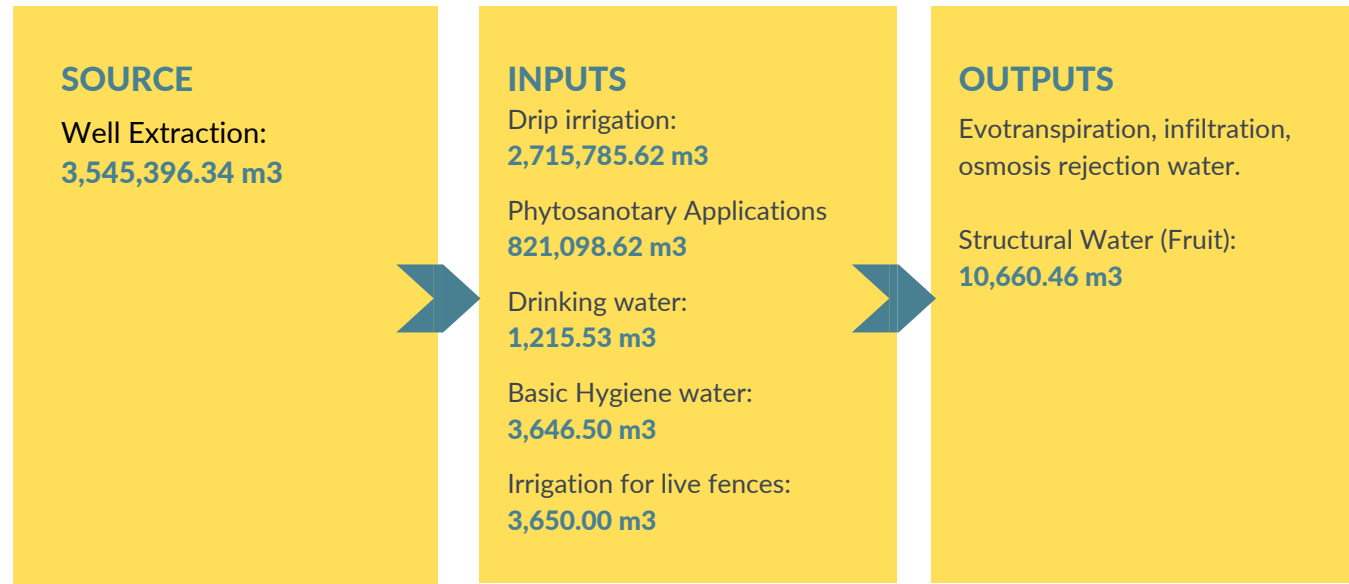 SOURCE
Well Extraction:
3,545,396.34 m3
INPUTS
Drip irrigation:
2,715,785.62 m3
Phytosanotary Applications
821,098.62 m3
Drinking water:
1,215.53 m3
Basic Hygiene water:
3,646.50 m3
Irrigation for live fences:
3,650.00 m3
OUTPUTS
Evotranspiration, infiltration,
osmosis rejection water.
Structural Water (Fruit):
10,660.46 m3